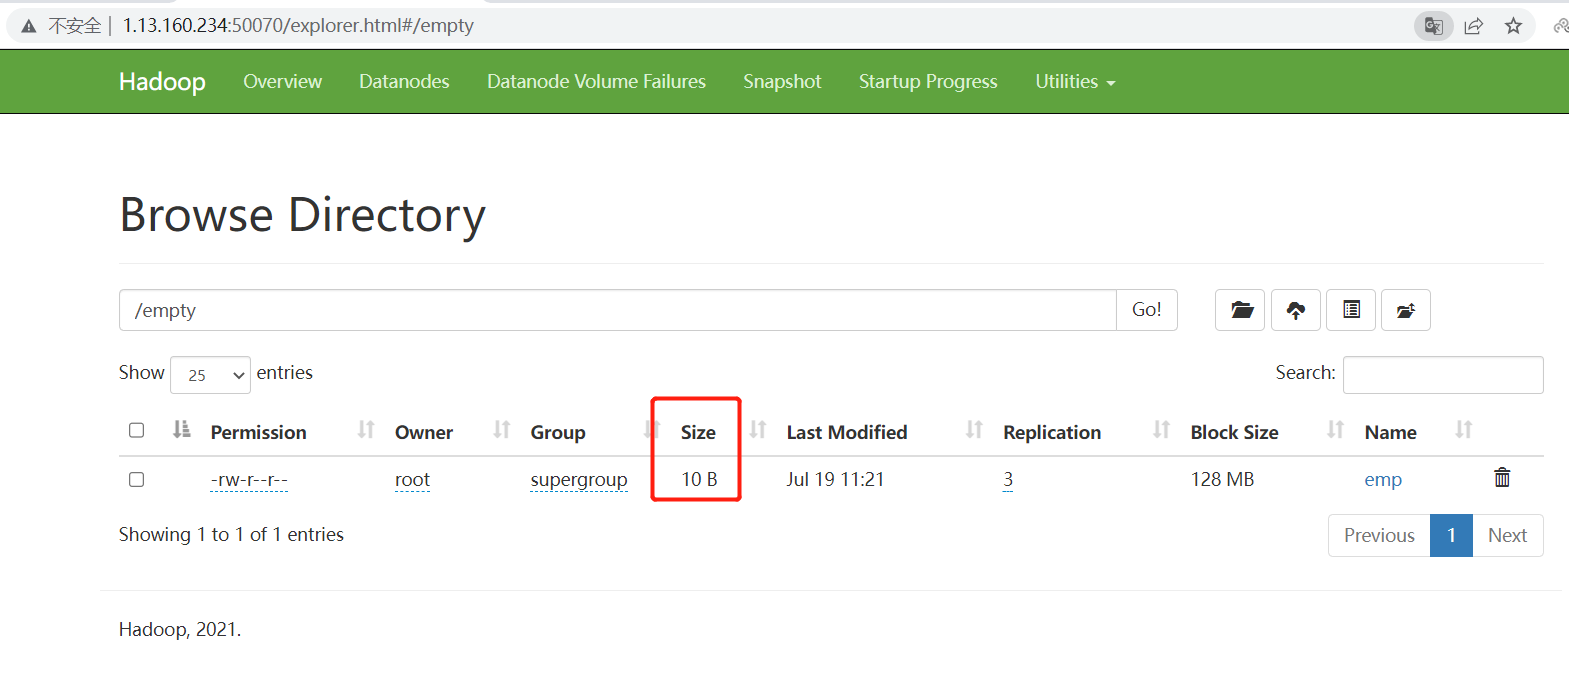 不安全 | 1.13.160.234:50070/explorer.html#/empty
Hadoop Overview Datanodes Datanode Volume Failures Snapshot Startup Progress Utilities
Browse Directory
/empty Go!
Show 25 entries Search:
Permission Owner Group Size Last Modified Replication Block Size Name
-rw-r--r-- root supergroup 10 B Jul 19 11:21 3 128 MB emp
Showing 1 to 1 of 1 entries
Previous 1 Next
Hadoop, 2021.